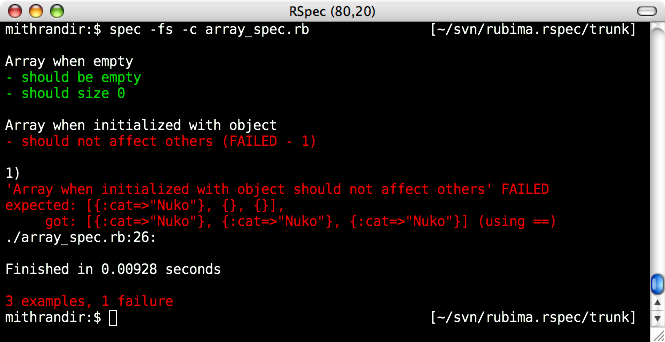 RSpec (80,20)
mithrandir:$ spec -fs -c array_spec.rb [~/svn/rubima.rspec/trunk]
Array when empty
- should be empty
- should size 0
Array when initialized with object
- should not affect others (FAILED - 1)
1)
'Array when initialized with object should not affect others' FAILED
expected: [{:cat=>"Nuko"}, {}, {}],
got: [{:cat=>"Nuko"}, {:cat=>"Nuko"}, {:cat=>"Nuko"}] (using ==)
./array_spec.rb:26:
Finished in 0.00928 seconds
3 examples, 1 failure
mithrandir:$ [~/svn/rubima.rspec/trunk]